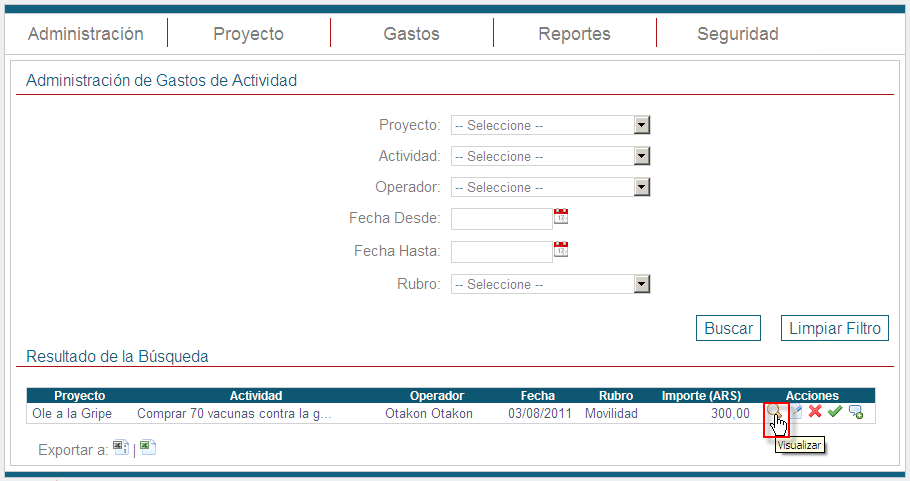 Administración Proyecto Gastos Reportes Seguridad
Administración de Gastos de Actividad
Proyecto: -- Seleccione --
Actividad: -- Seleccione --
Operador: -- Seleccione --
Fecha Desde:
Fecha Hasta:
Rubro: -- Seleccione --
Buscar Limpiar Filtro
Resultado de la Búsqueda
Proyecto Actividad Operador Fecha Rubro Importe (ARS) Acciones
Ole a la Gripe Comprar 70 vacunas contra la g... Otakon Otakon 03/08/2011 Movilidad 300,00
Visualizar
Exportar a: |